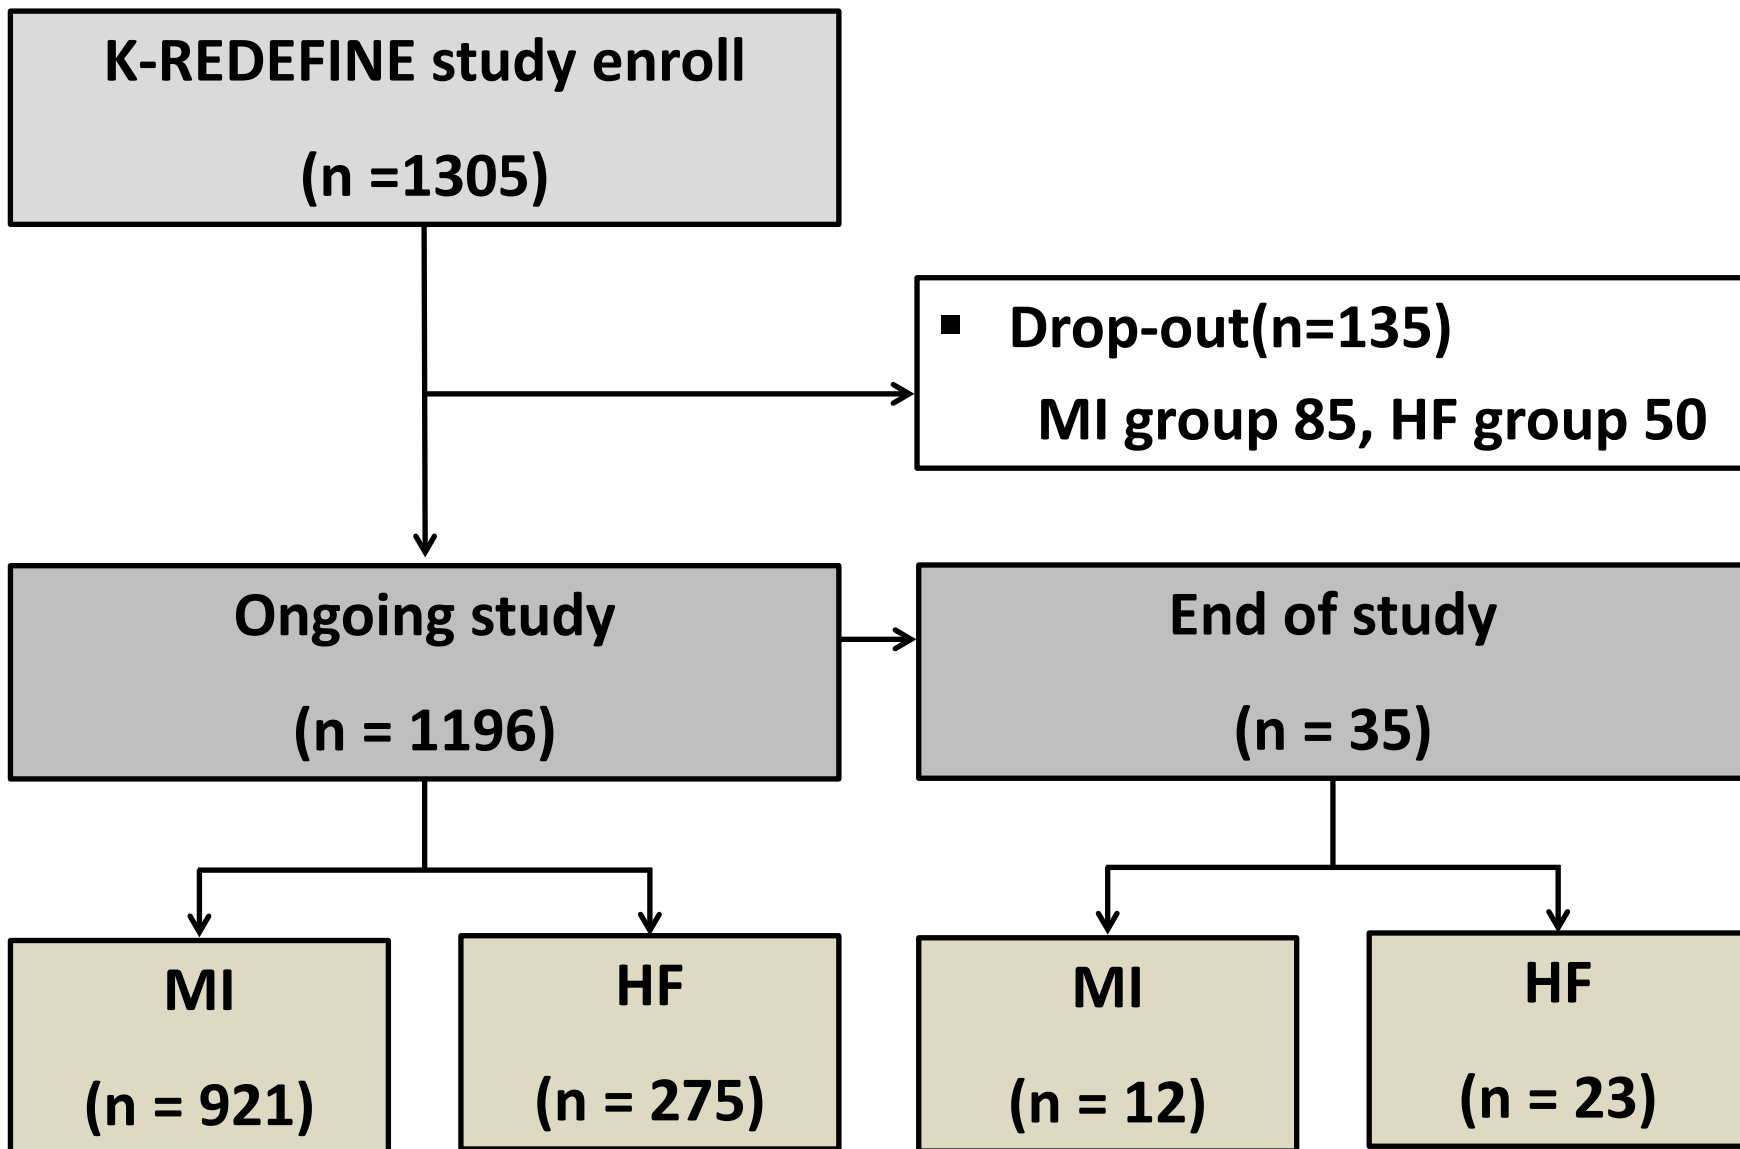 K-REDEFINE study enroll
(n =1305)
▪ Drop-out(n=135)
MI group 85, HF group 50
Ongoing study
(n = 1196)
End of study
(n = 35)
MI
(n = 921)
HF
(n = 275)
MI
(n = 12)
HF
(n = 23)